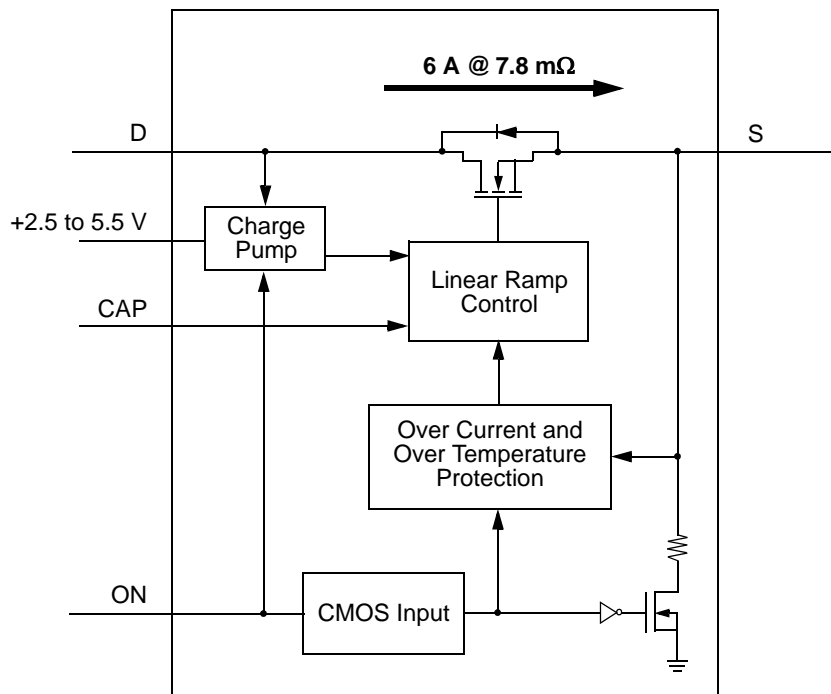 6 A @ 7.8 mΩ
D
S
+2.5 to 5.5 V
Charge
Pump
Linear Ramp
Control
CAP
Over Current and
Over Temperature
Protection
ON
CMOS Input